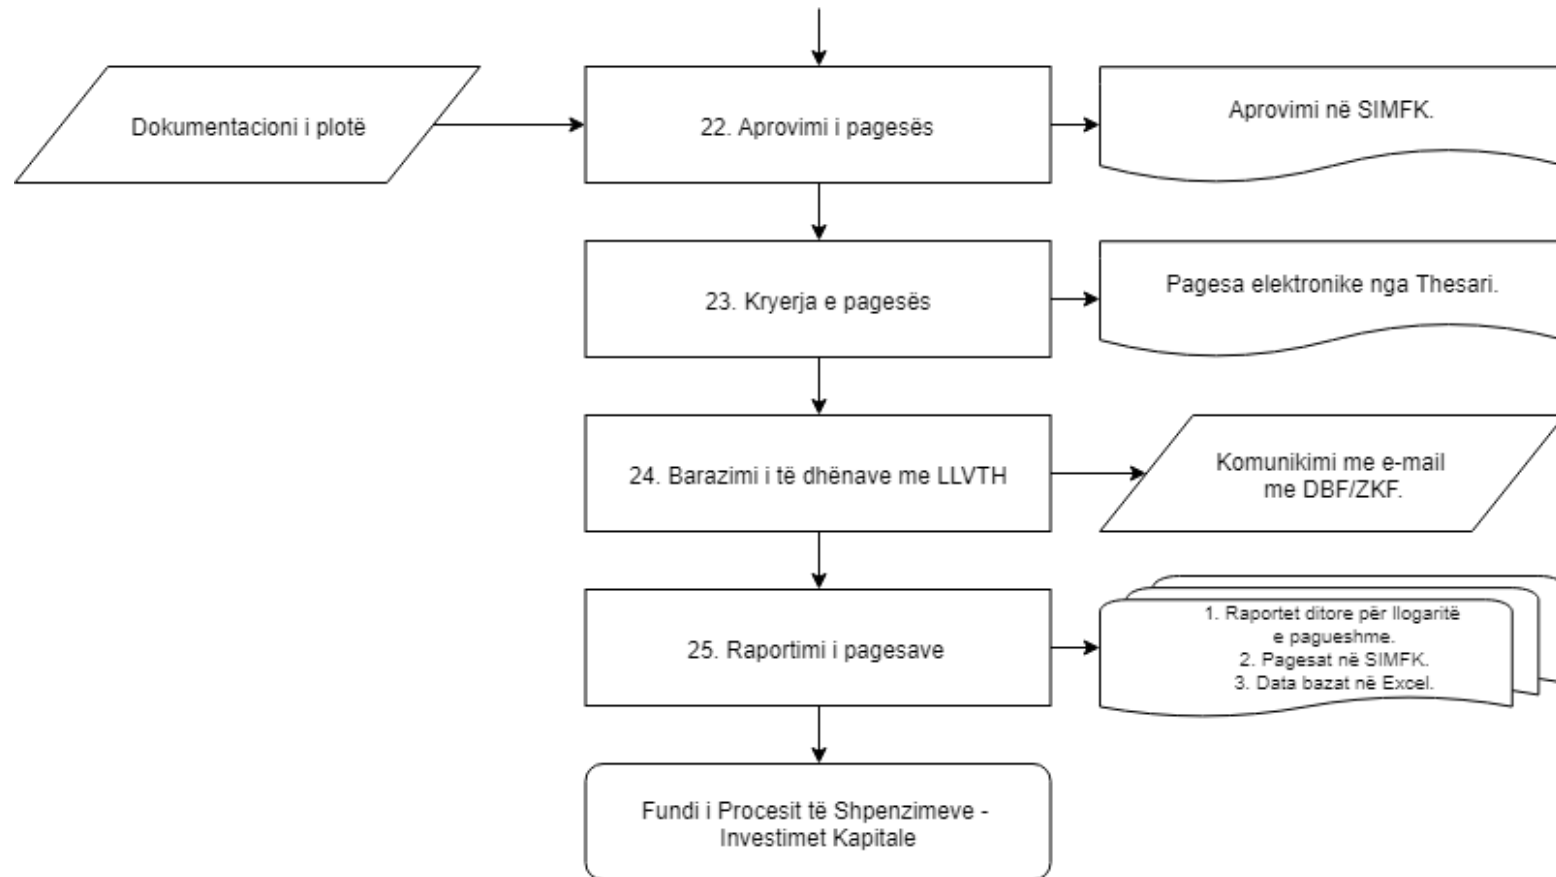 Dokumentacioni i plotë
22. Aprovimi i pagesës
Aprovimi në SIMFK.
23. Kryerja e pagesës
Pagesa elektronike nga Thesari.
24. Barazimi i të dhënave me LLVTH
Komunikimi me e-mail
me DBF/ZKF.
25. Raportimi i pagesave
1. Raportet ditore për llogaritë
e pagueshme.
2. Pagesat në SIMFK.
3. Data bazat në Excel.
Fundi i Procesit të Shpenzimeve -
Investimet Kapitale